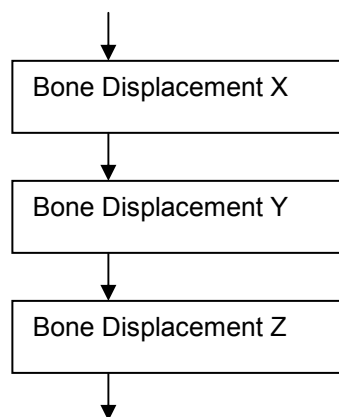 Bone Displacement X
Bone Displacement Y
Bone Displacement Z